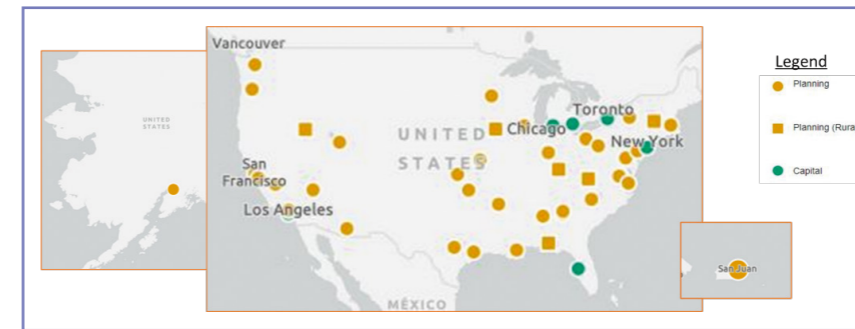 Vancouver
UNITED
STATES
Toronto
Chicago
UNITED
New York
STATES
San
Francisco
Los Angeles
MÉXICO
San Juan
Legend
Planning
Planning (Rura
Capital